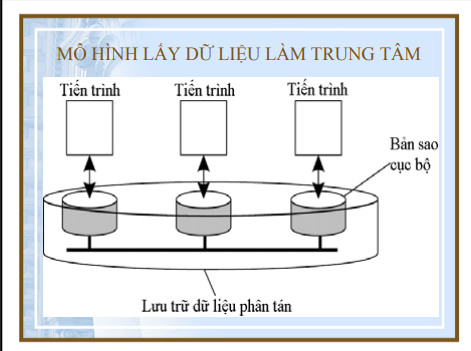 MÔ HÌNH LẤY DỮ LIỆU LÀM TRUNG TÂM
Tiến trình Tiến trình Tiến trình
Bản sao
cục bộ
Lưu trữ dữ liệu phân tán